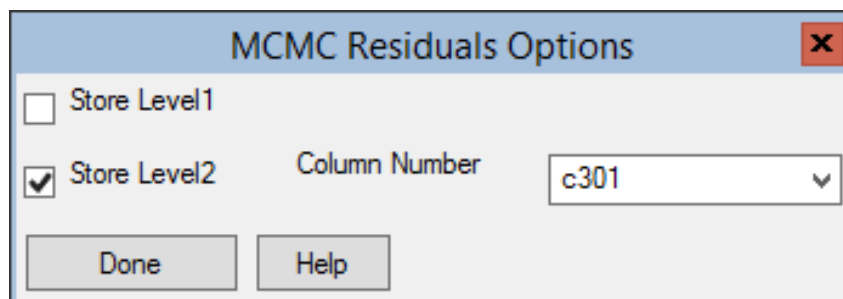 MCMC Residuals Options
Store Level1
Store Level2 Column Number c301
Done Help